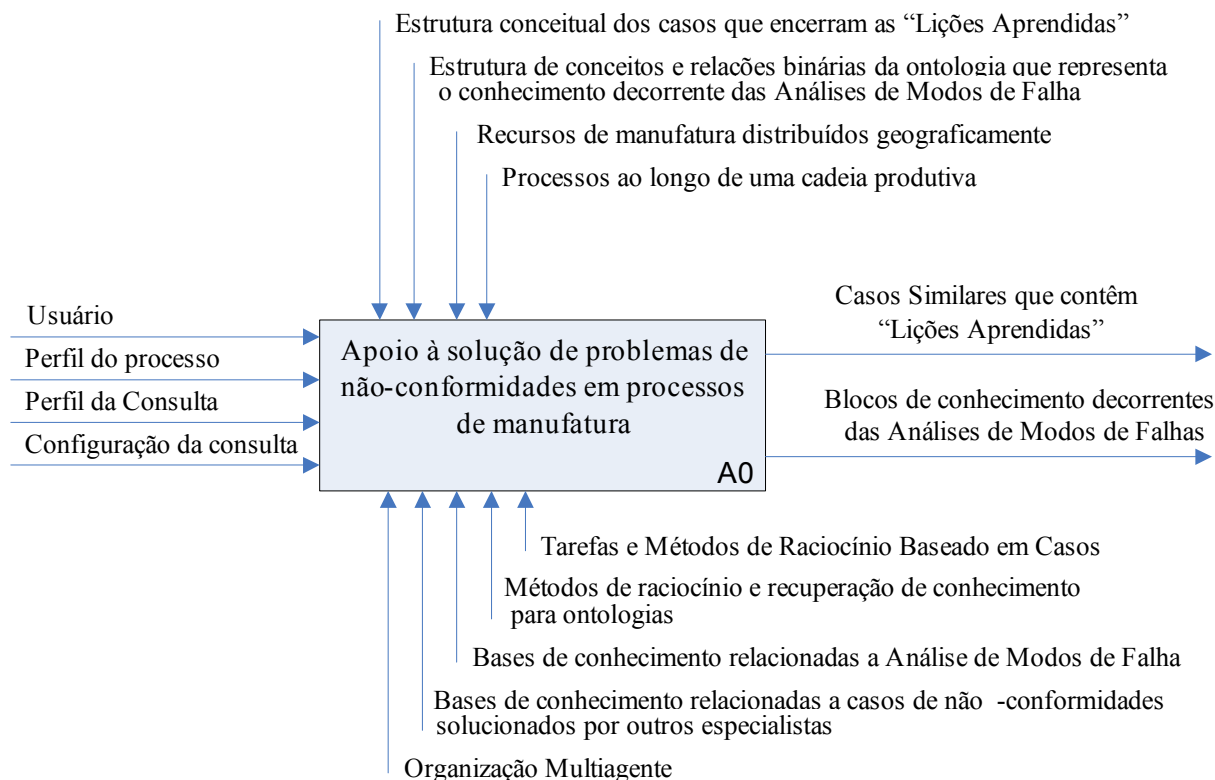 Estrutura conceitual dos casos que encerram as “Lições Aprendidas”
Estrutura de conceitos e relações binárias da ontologia que representa
o conhecimento decorrente das Análises de Modos de Falha
Recursos de manufatura distribuídos geograficamente
Processos ao longo de uma cadeia produtiva
Usuário
Perfil do processo
Perfil da Consulta
Configuração da consulta
Apoio à solução de problemas de
não-conformidades em processos
de manufatura
A0
Casos Similares que contêm
“Lições Aprendidas”
Blocos de conhecimento decorrentes
das Análises de Modos de Falhas
Tarefas e Métodos de Raciocínio Baseado em Casos
Métodos de raciocínio e recuperação de conhecimento
para ontologias
Bases de conhecimento relacionadas a Análise de Modos de Falha
Bases de conhecimento relacionadas a casos de não -conformidades
solucionados por outros especialistas
Organização Multiagente